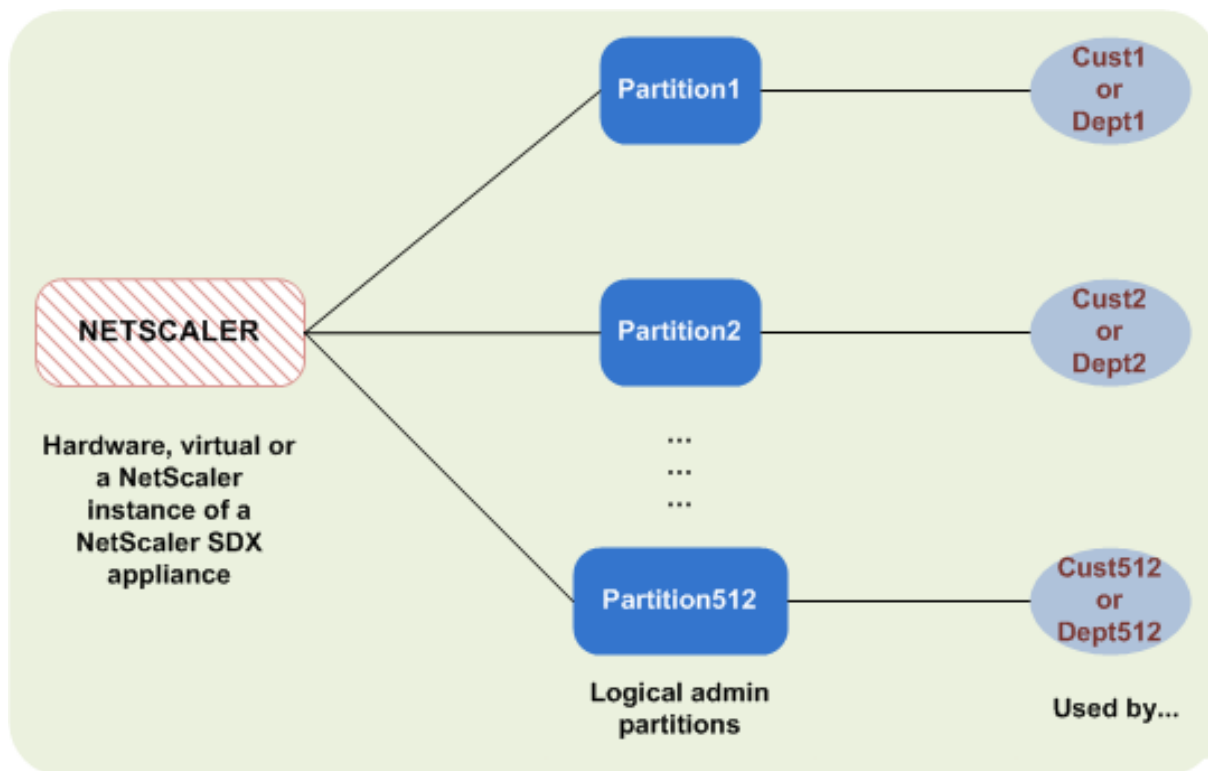 Partition1
Cust1
or
Dept1
NETSCALER
Partition2
Cust2
or
Dept2
Hardware, virtual or
a NetScaler
instance of a
NetScaler SDX
appliance
...
...
...
Partition512
Cust512
or
Dept512
Logical admin
partitions
Used by...